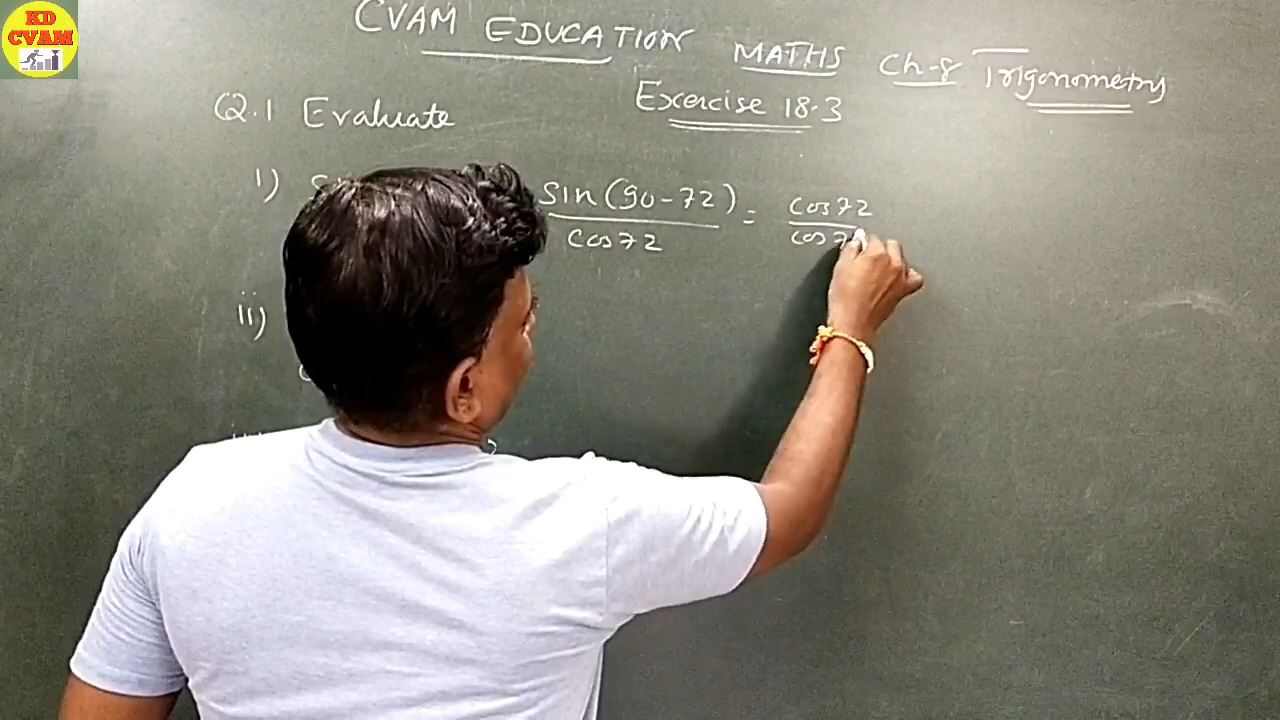 KD
CVAM
CVAM EDUCATION MATHS Ch-8 Trigonometry
Exercise 18.3
Q.1 Evaluate
i) sin(90-72) = cos72
cos72 cos7
ii)